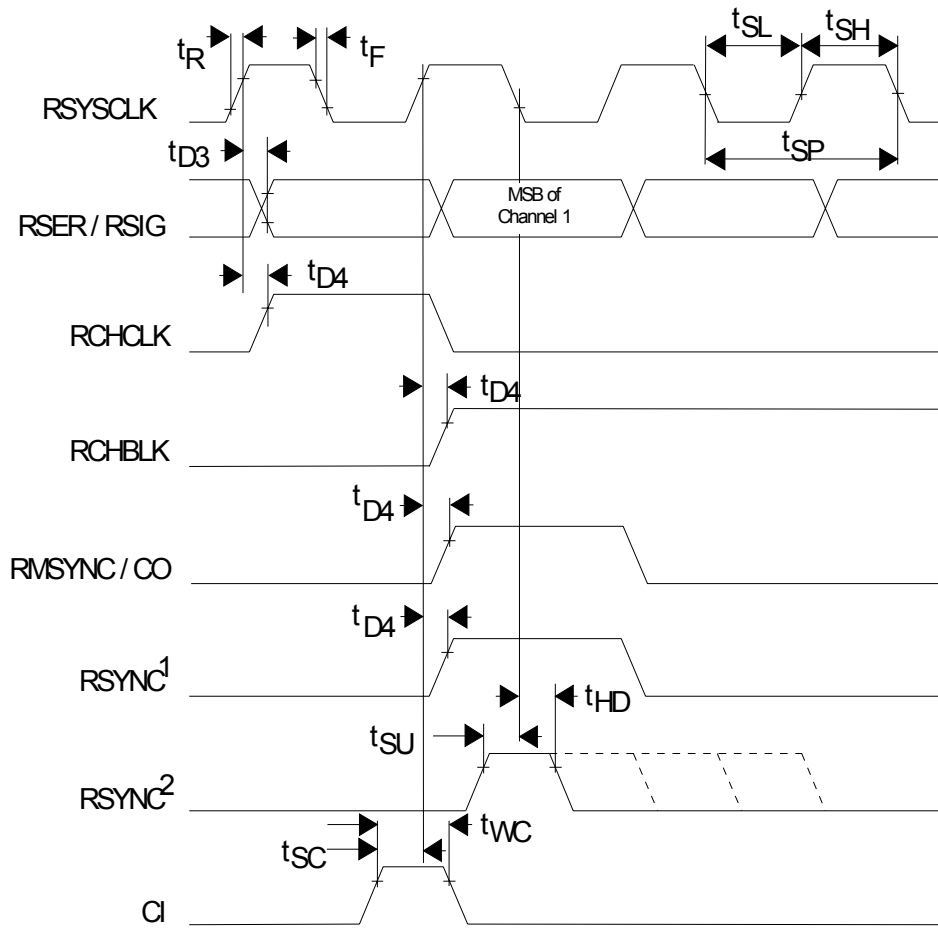 tSL tSH
tR tF
RSYSCLK
tD3 tSP
RSER / RSIG MSB of
Channel 1
tD4
RCHCLK
tD4
RCHBLK
tD4
RMSYNC / CO
tD4
RSYNC1
tHD
tSU
RSYNC2
tWC
tSC
CI